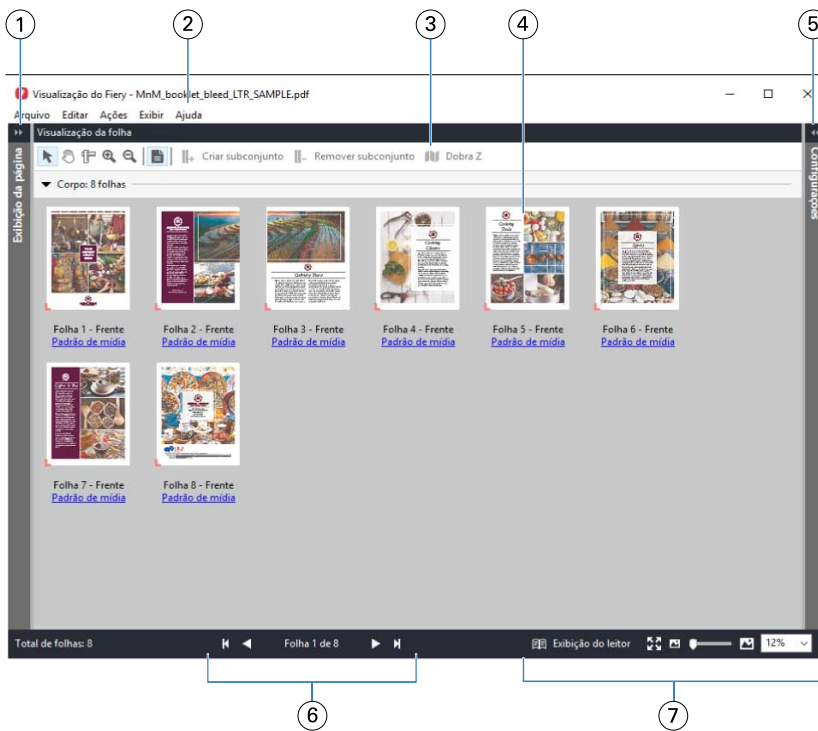 1
2
3
4
5
Visualização do Fiery - MnM_booklet_bleed_LTR_SAMPLE.pdf
Arquivo Editar Ações Exibir Ajuda
Visualização da folha
Exibição da página
Configurações
Criar subconjunto Remover subconjunto Dobra Z
Corpo: 8 folhas
Folha 1 - Frente
Padrão de mídia
Folha 2 - Frente
Padrão de mídia
Folha 3 - Frente
Padrão de mídia
Folha 4 - Frente
Padrão de mídia
Folha 5 - Frente
Padrão de mídia
Folha 6 - Frente
Padrão de mídia
Folha 7 - Frente
Padrão de mídia
Folha 8 - Frente
Padrão de mídia
Total de folhas: 8
Folha 1 de 8
Exibição do leitor
12%
6
7